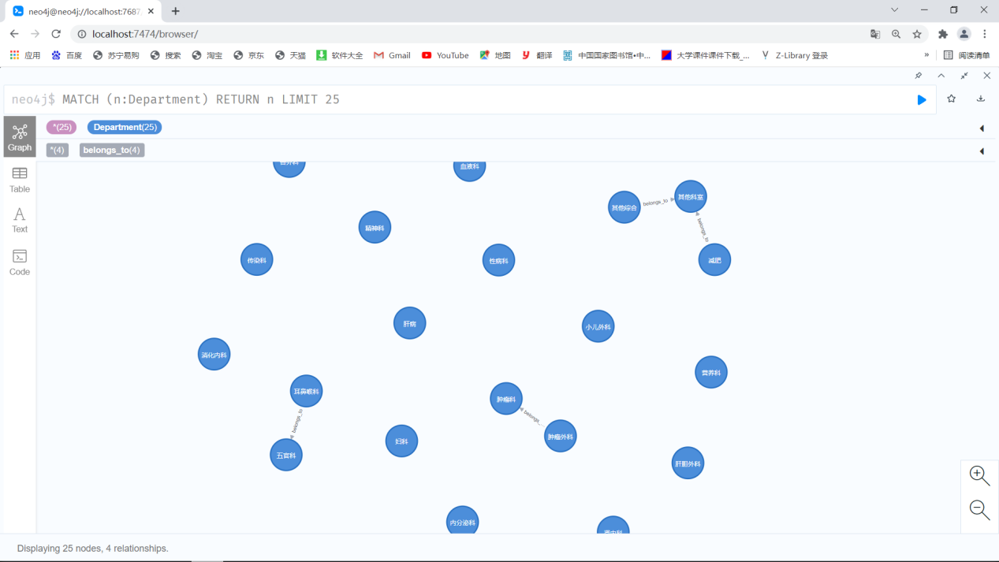 neo4j@neo4j://localhost:7687
localhost:7474/browser/
应用 百度 苏宁易购 搜索 淘宝 京东 天猫 软件大全 Gmail YouTube 地图 翻译 中国国家图书馆•中... 大学课件课件下载_... Z-Library 登录 » 阅读清单
neo4j$ MATCH (n:Department) RETURN n LIMIT 25
*(25) Department(25)
*(4) belongs_to(4)
Graph
Table
Text
Code
血液科
其他科室
其他综合
belongs_to
belongs_to
精神科
传染科
性病科
减肥
肝病
小儿外科
消化内科
营养科
耳鼻喉科
肿瘤科
belongs_to
belongs_...
肿瘤外科
妇科
五官科
肝胆外科
内分泌科
Displaying 25 nodes, 4 relationships.